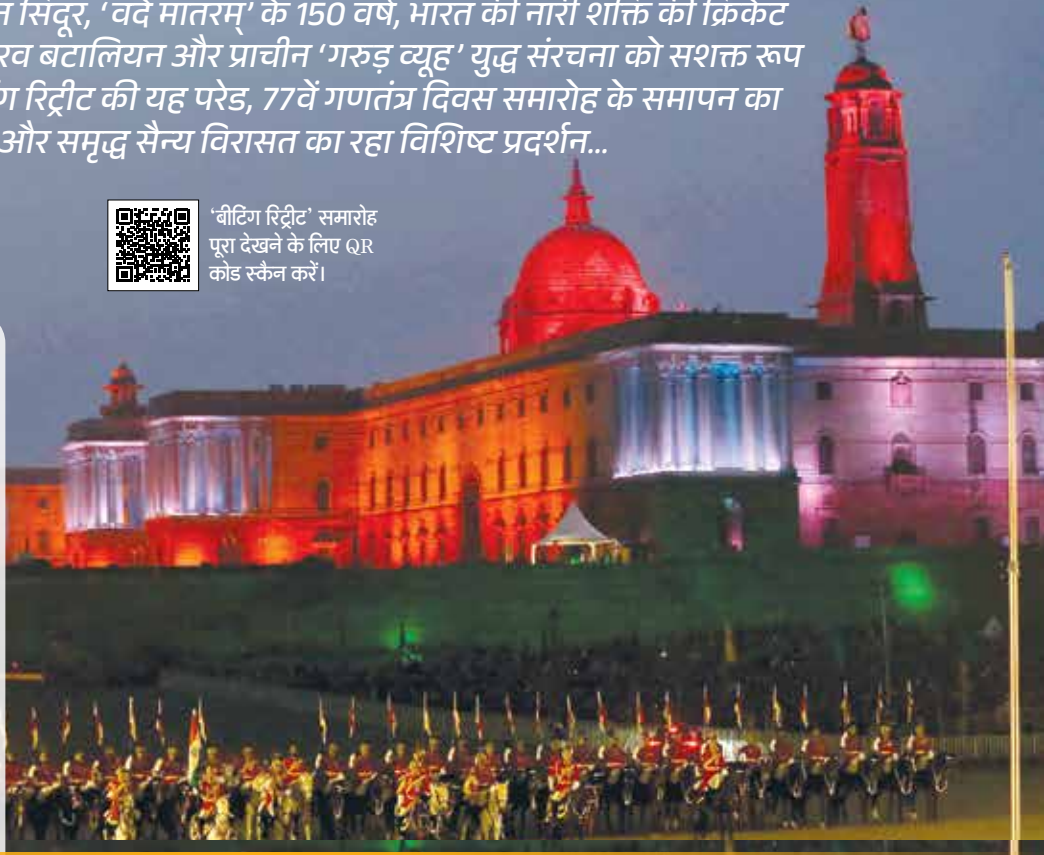 सिंदूर, ‘वंदे मातरम्’ के 150 वर्ष, भारत की नारी शक्ति की क्रिकेट
बटालियन और प्राचीन ‘गरुड़ व्यूह’ युद्ध संरचना को सशक्त रूप
रिट्रीट की यह परेड, 77वें गणतंत्र दिवस समारोह के समापन का
और समृद्ध सैन्य विरासत का रहा विशिष्ट प्रदर्शन...
‘बीटिंग रिट्रीट’ समारोह
पूरा देखने के लिए QR
कोड स्कैन करें।